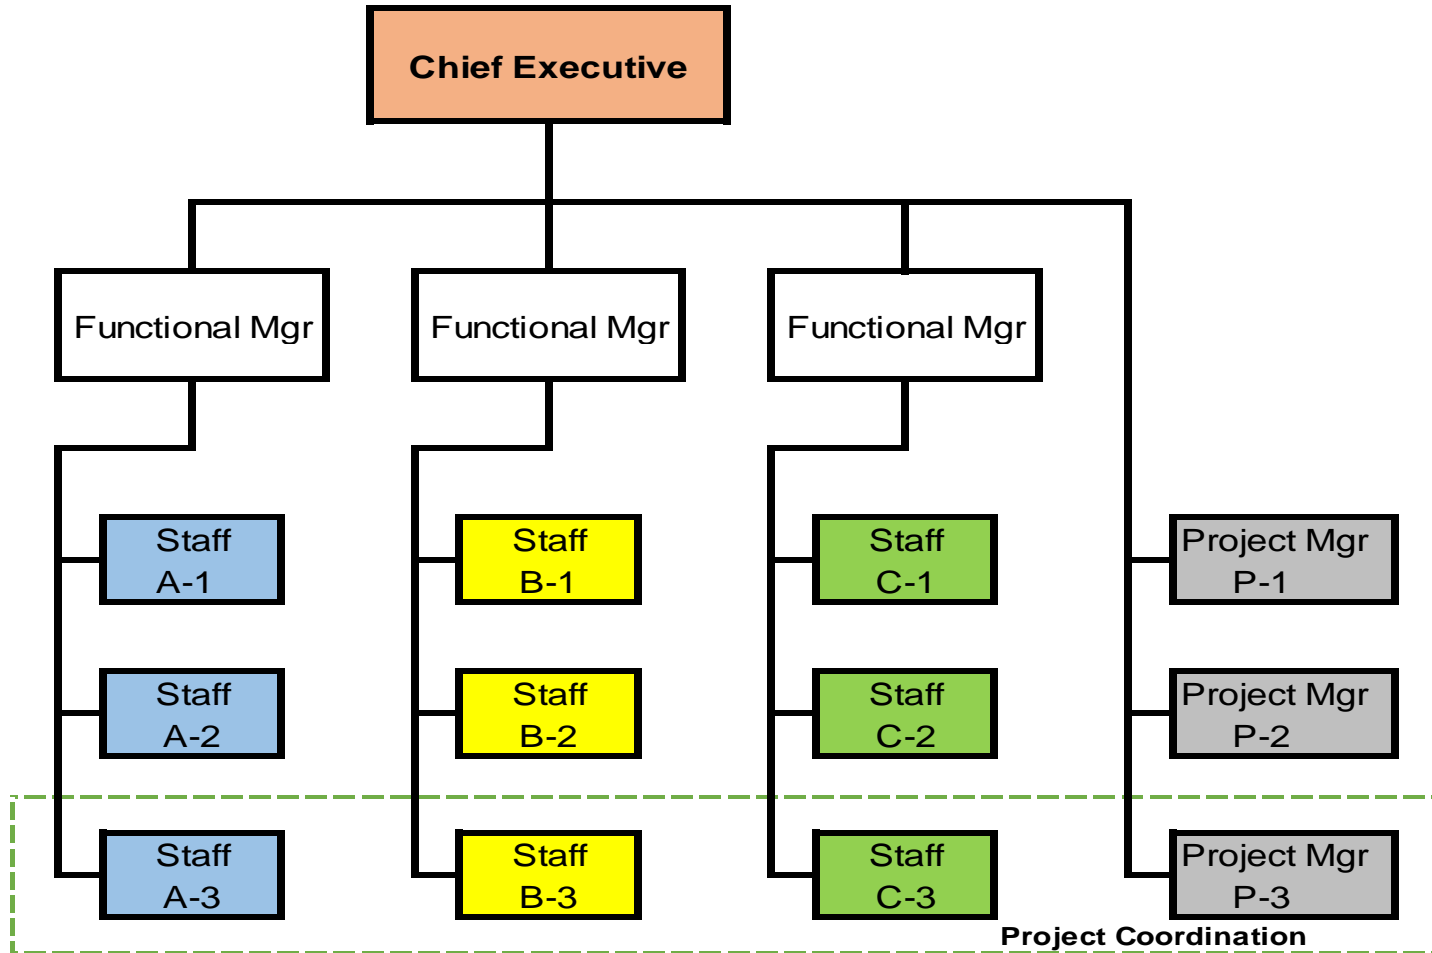 Chief Executive
Functional Mgr
Functional Mgr
Functional Mgr
Staff
A-1
Staff
B-1
Staff
C-1
Project Mgr
P-1
Staff
A-2
Staff
B-2
Staff
C-2
Project Mgr
P-2
Staff
A-3
Staff
B-3
Staff
C-3
Project Mgr
P-3
Project Coordination